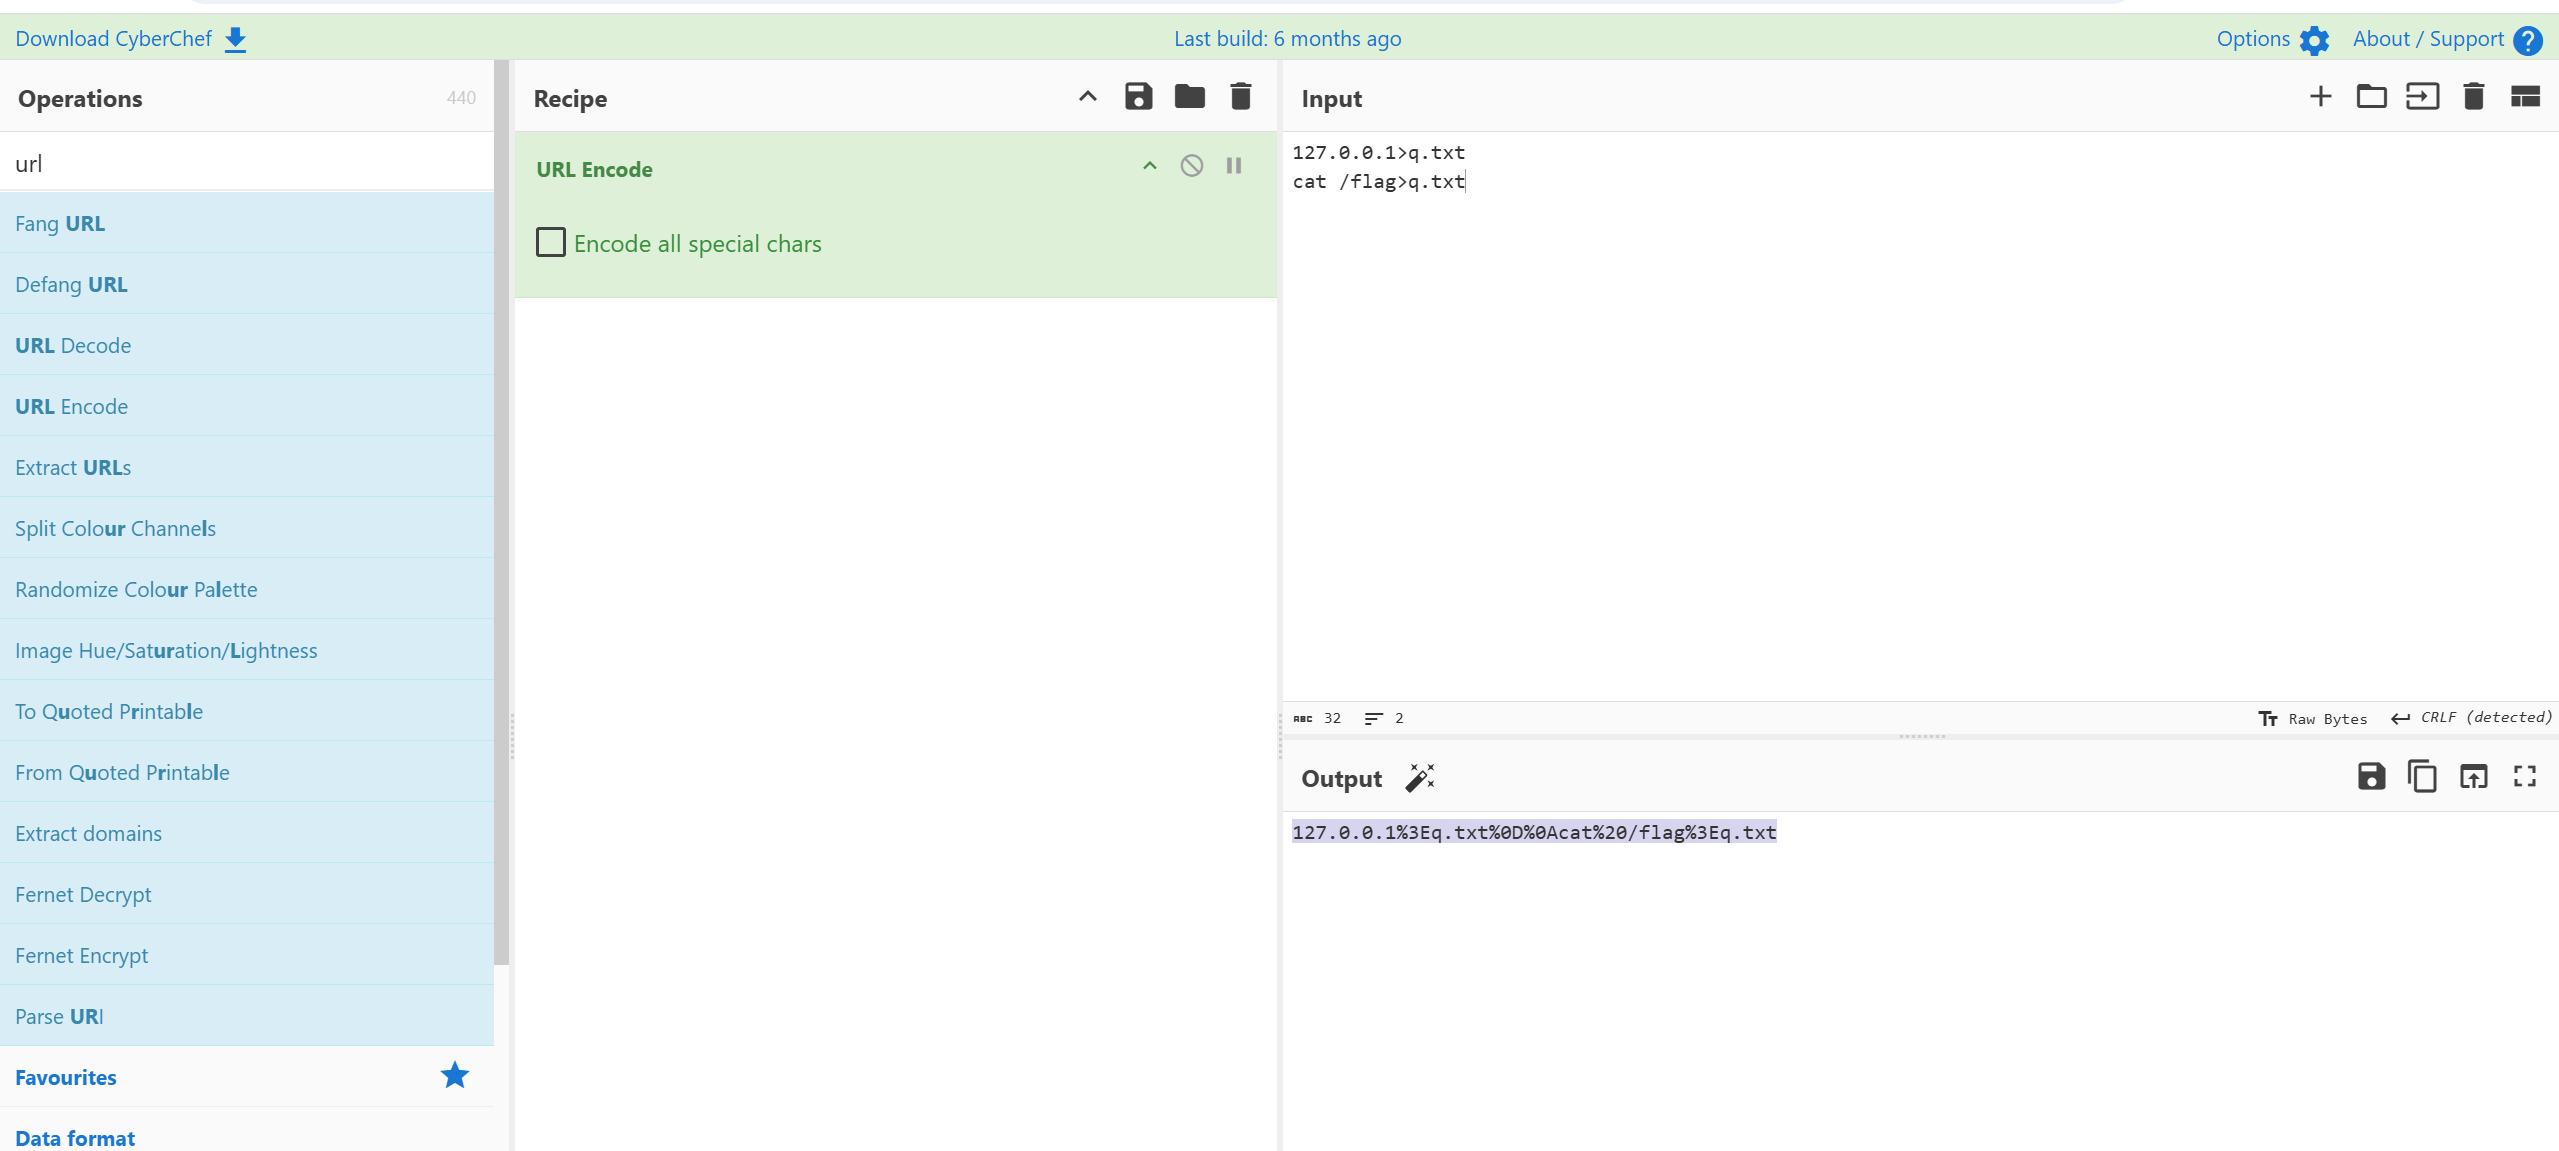 Download CyberChef
Last build: 6 months ago
Options
About / Support
Operations
440
url
Fang URL
Defang URL
URL Decode
URL Encode
Extract URLs
Split Colour Channels
Randomize Colour Palette
Image Hue/Saturation/Lightness
To Quoted Printable
From Quoted Printable
Extract domains
Fernet Decrypt
Fernet Encrypt
Parse URI
Favourites
Data format
Recipe
URL Encode
Encode all special chars
Input
127.0.0.1>q.txt
cat /flag>q.txt
ABC 32 2
Tт Raw Bytes CRLF (detected)
Output
127.0.0.1%3Eq.txt%0D%0Acat%20/flag%3Eq.txt